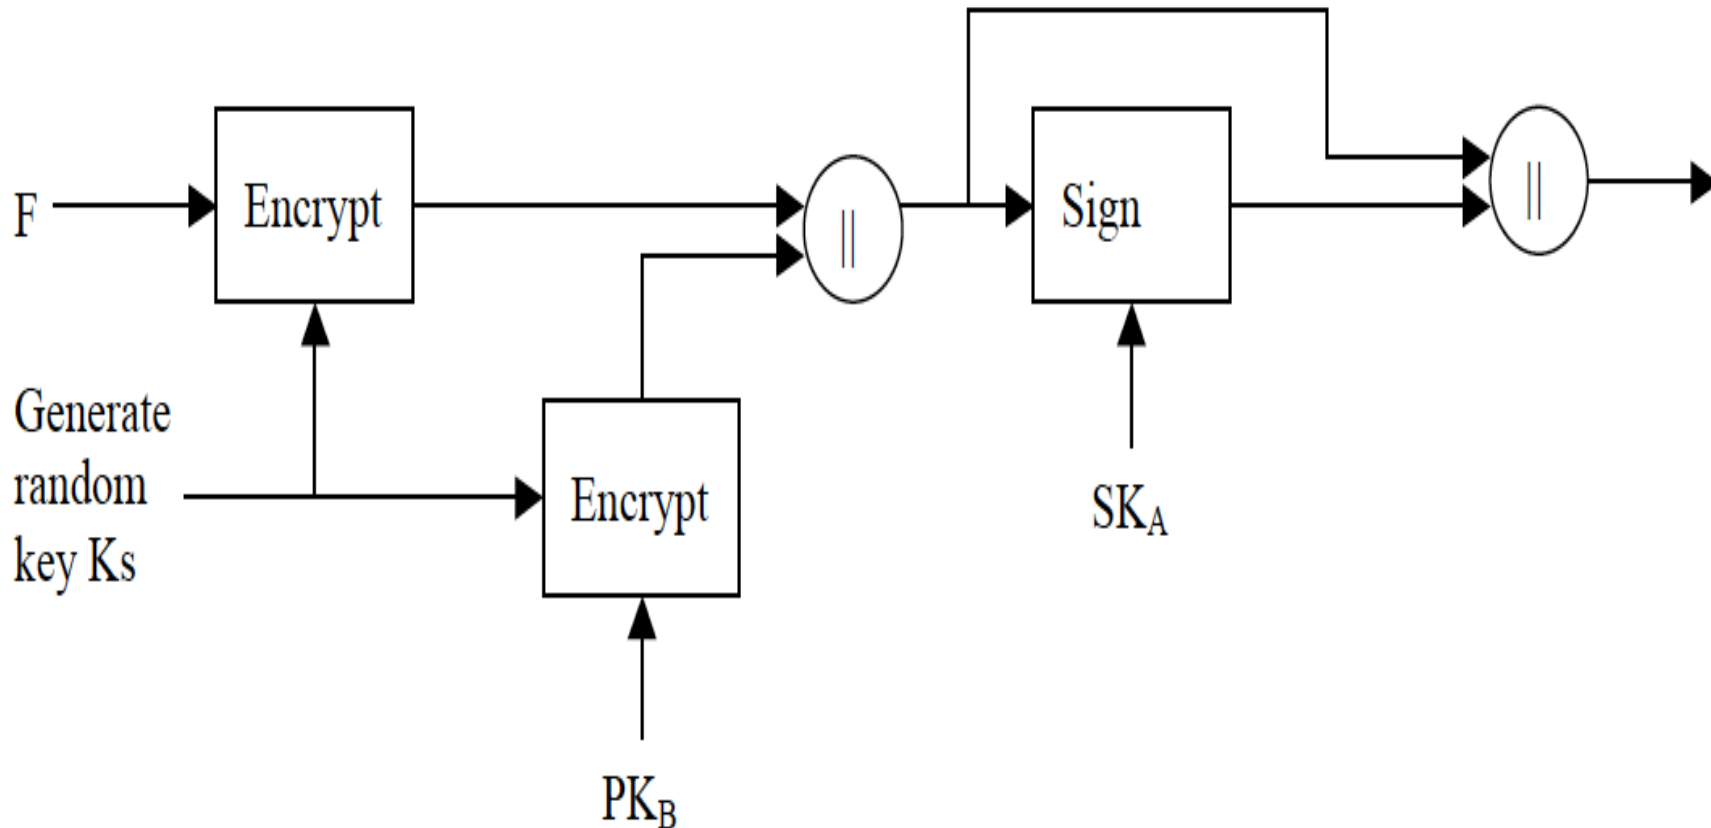 F
Encrypt
||
Sign
||
Generate
random
key Ks
Encrypt
SKA
PKB